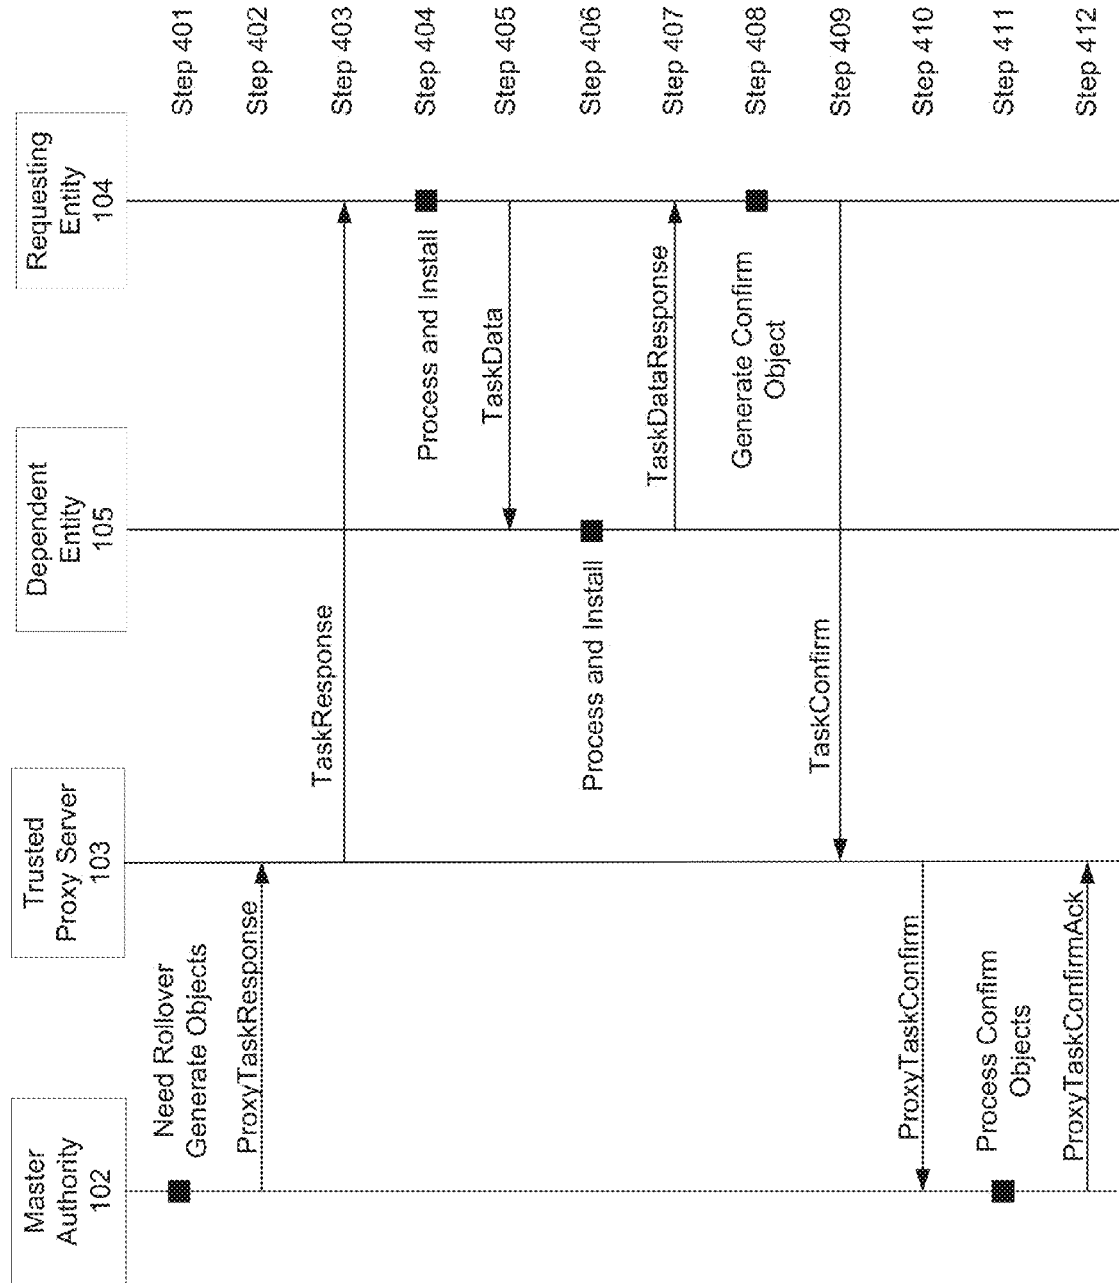 Master
Authority
102
Trusted
Proxy Server
103
Dependent
Entity
105
Requesting
Entity
104
Need Rollover
Generate Objects
Step 401
ProxyTaskResponse
Step 402
TaskResponse
Step 403
Process and Install
Step 404
TaskData
Step 405
Process and Install
Step 406
TaskDataResponse
Step 407
Generate Confirm
Object
Step 408
TaskConfirm
Step 409
ProxyTaskConfirm
Step 410
Process Confirm
Objects
Step 411
ProxyTaskConfirmAck
Step 412